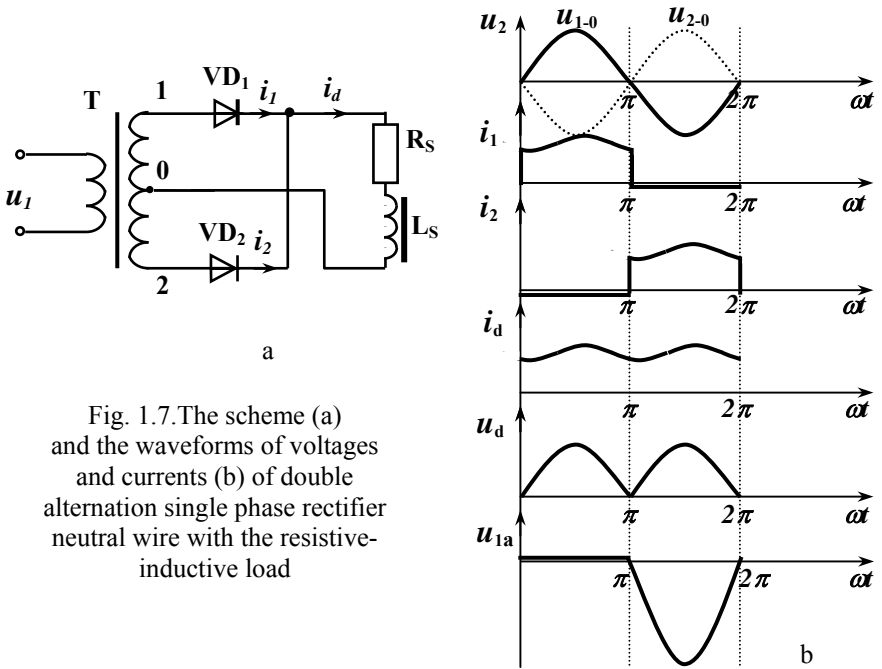 T
1
VD1
i1
id
RS
0
u1
LS
VD2
i2
2
a
Fig. 1.7.The scheme (a)
and the waveforms of voltages
and currents (b) of double
alternation single phase rectifier
neutral wire with the resistive-
inductive load
u2
u1-0
u2-0
π
2π
ωt
i1
π
2π
ωt
i2
π
2π
ωt
id
π
2π
ωt
ud
π
2π
ωt
u1a
π
2π
ωt
b